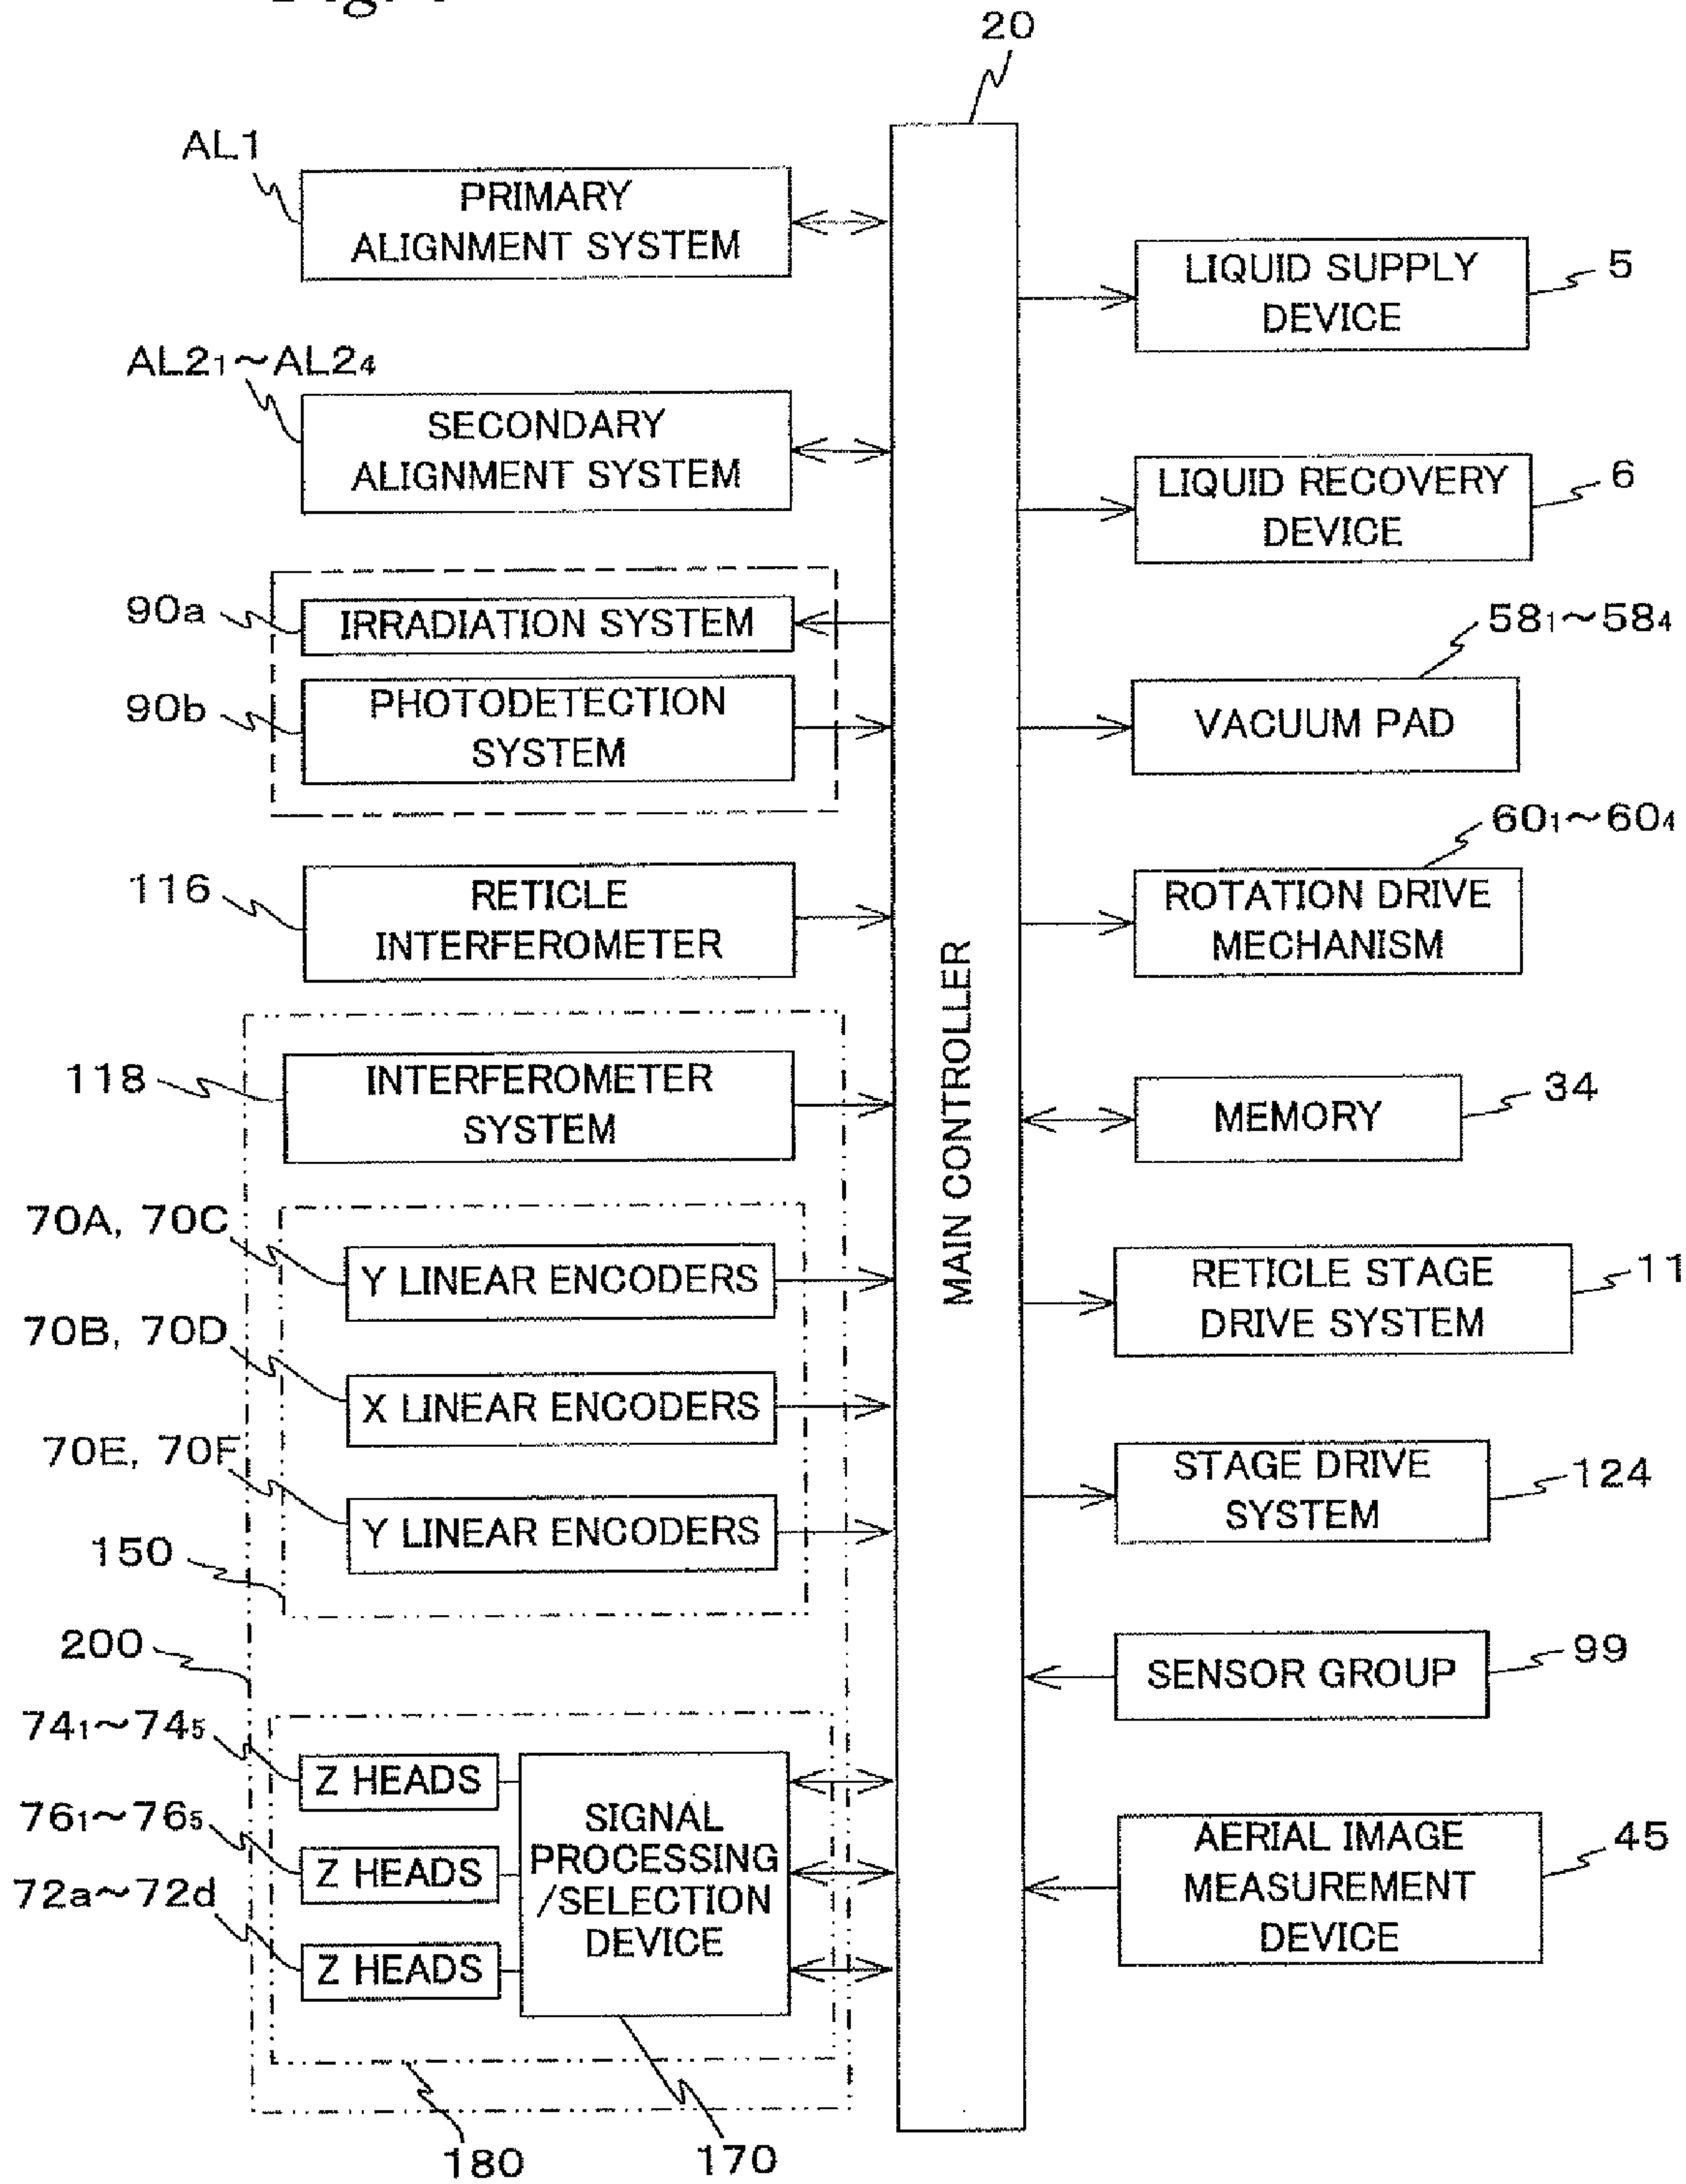 20
AL1
PRIMARY
ALIGNMENT SYSTEM
AL2₁~AL2₄
SECONDARY
ALIGNMENT SYSTEM
90a
IRRADIATION SYSTEM
90b
PHOTODETECTION
SYSTEM
116
RETICLE
INTERFEROMETER
118
INTERFEROMETER
SYSTEM
70A, 70C
Y LINEAR ENCODERS
70B, 70D
X LINEAR ENCODERS
70E, 70F
Y LINEAR ENCODERS
150
200
74₁~74₅
Z HEADS
76₁~76₅
Z HEADS
72a~72d
Z HEADS
SIGNAL
PROCESSING
/SELECTION
DEVICE
180
170
MAIN CONTROLLER
LIQUID SUPPLY
DEVICE
5
LIQUID RECOVERY
DEVICE
6
58₁~58₄
VACUUM PAD
60₁~60₄
ROTATION DRIVE
MECHANISM
MEMORY
34
RETICLE STAGE
DRIVE SYSTEM
11
STAGE DRIVE
SYSTEM
124
SENSOR GROUP
99
AERIAL IMAGE
MEASUREMENT
DEVICE
45